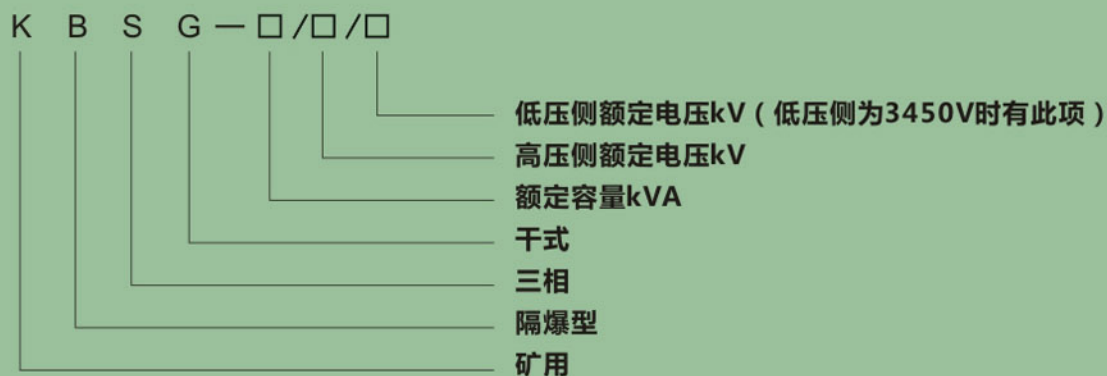 K B S G — □ /□ /□
低压侧额定电压kV（低压侧为3450V时有此项）
高压侧额定电压kV
额定容量kVA
干式
三相
隔爆型
矿用